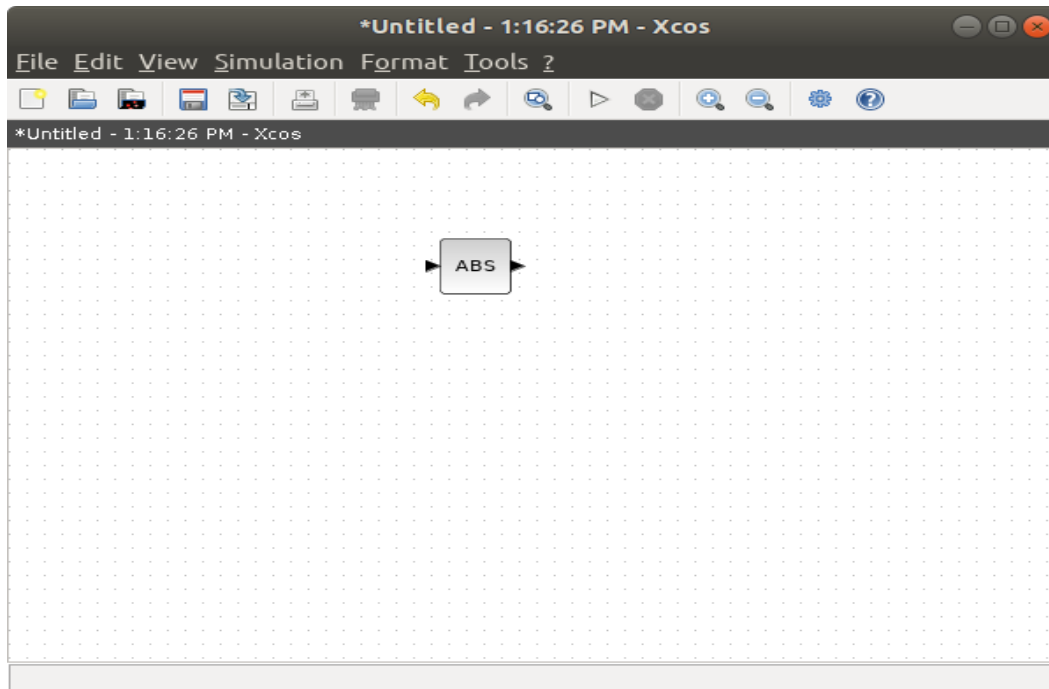 *Untitled - 1:16:26 PM - Xcos
File Edit View Simulation Format Tools ?
*Untitled - 1:16:26 PM - Xcos
ABS